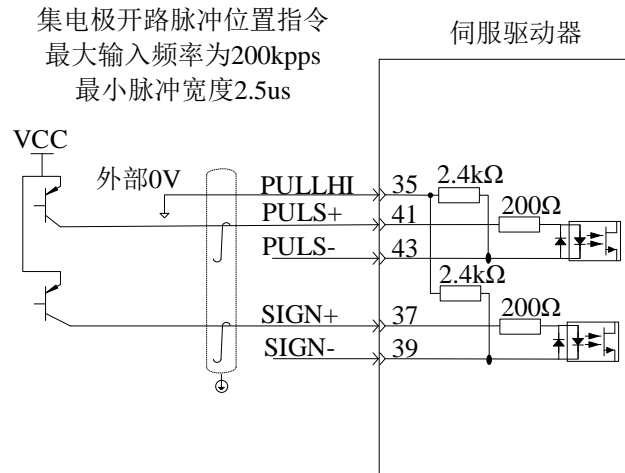 集电极开路脉冲位置指令
最大输入频率为200kpps
最小脉冲宽度2.5us
伺服驱动器
VCC
外部0V
PULLHI 35 2.4kΩ
PULS+ 41 200Ω
PULS- 43
2.4kΩ
SIGN+ 37 200Ω
SIGN- 39